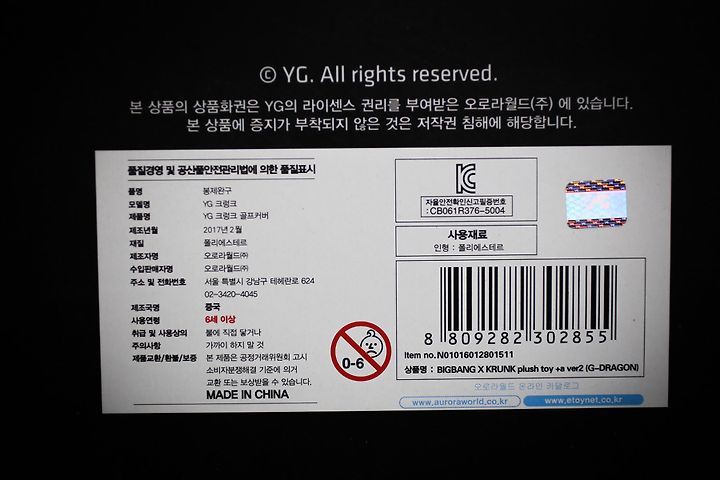 © YG. All rights reserved.
본 상품의 상품화권은 YG의 라이센스 권리를 부여받은 오로라월드(주) 에 있습니다.
본 상품에 증지가 부착되지 않은 것은 저작권 침해에 해당합니다.
품질경영 및 공산품안전관리법에 의한 품질표시
품명 봉제완구
모델명 YG 크렁크
제품명 YG 크렁크 골프커버
제조년월 2017년 2월
재질 폴리에스테르
제조자명 오로라월드㈜
수입판매자명 오로라월드㈜
주소 및 전화번호 서울 특별시 강남구 테헤란로 624
02-3420-4045
제조국명 중국
사용연령 6세 이상
취급 및 사용상의 불에 직접 닿거나
주의사항 가까이 하지 말 것
제품교환/환불/보증 본 제품은 공정거래위원회 고시
소비자분쟁해결 기준에 의거
교환 또는 보상받을 수 있습니다.
MADE IN CHINA
0-6
자율안전확인신고필증번호
: CB061R376-5004
사용재료
인형 : 폴리에스테르
8 809282 302855
Item no.N01016012801511
상품명 : BIGBANG X KRUNK plush toy +a ver2 (G-DRAGON)
오로라월드 온라인 카탈로그
www.auroraworld.co.kr
www.etoynet.co.kr